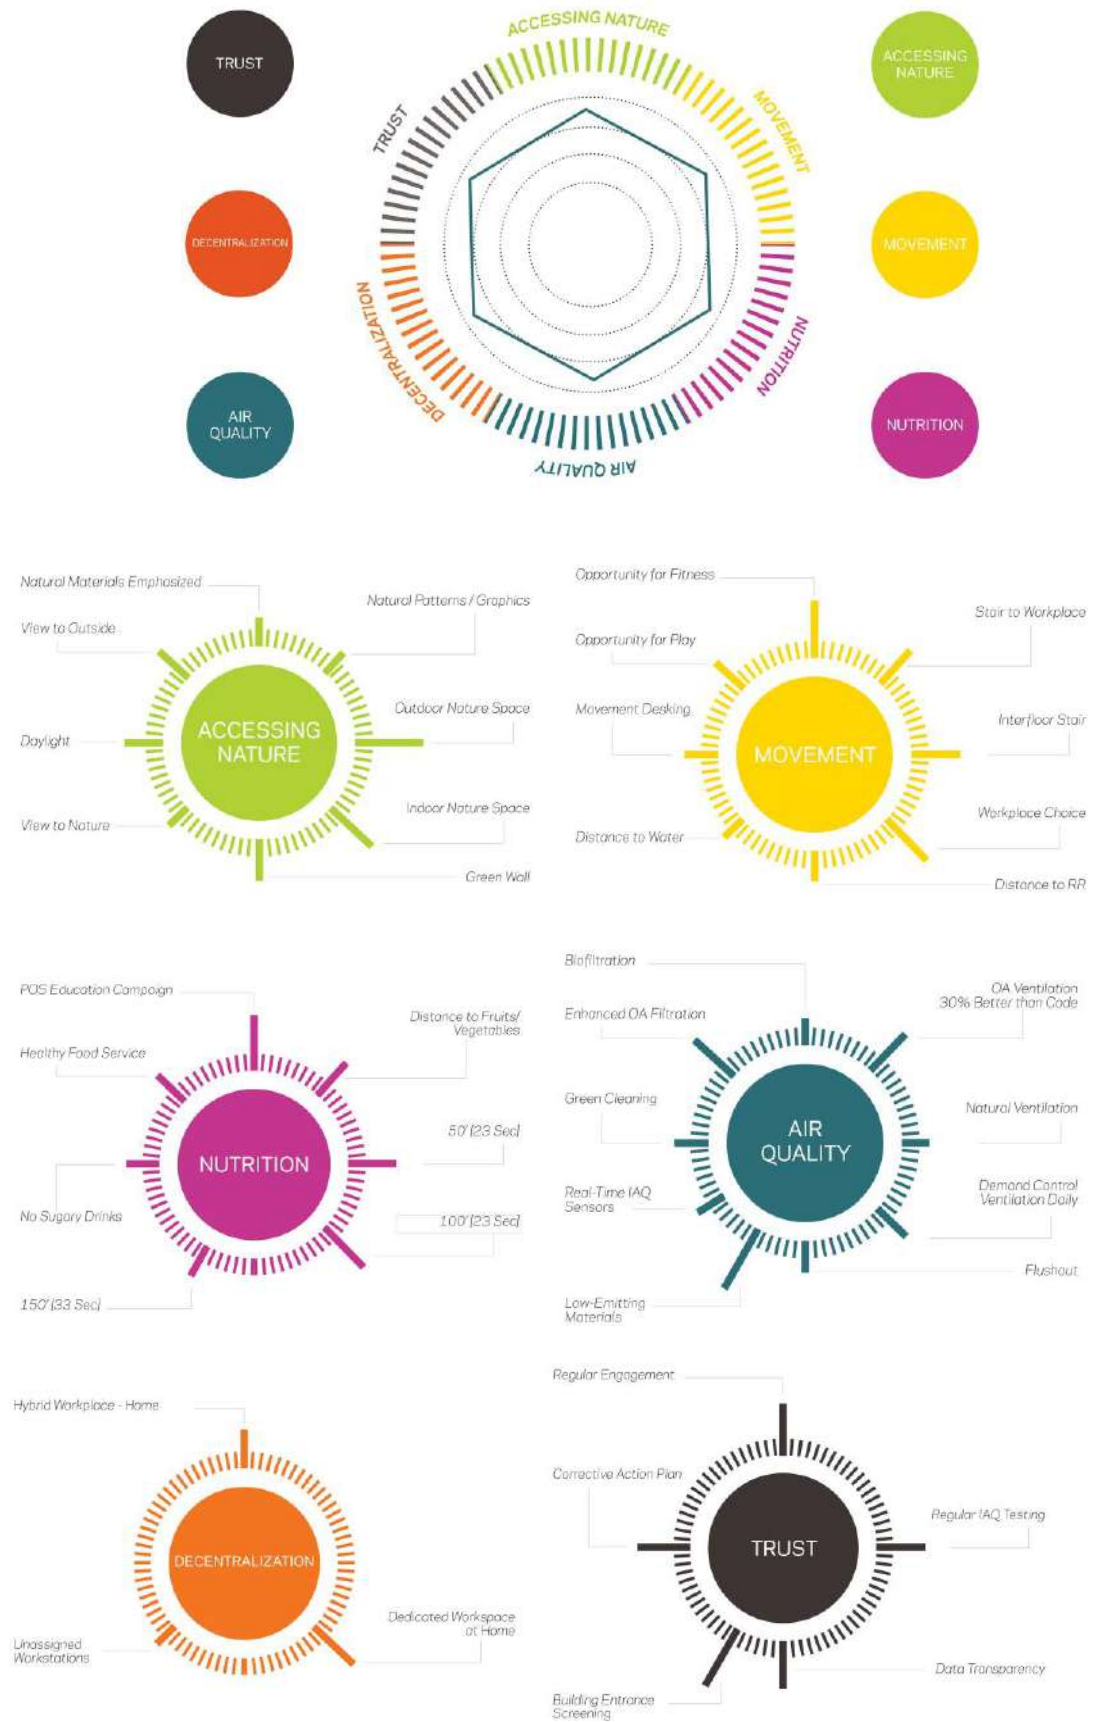 ACCESSING NATURE
TRUST
ACCESSING
NATURE
TRUST
MOVEMENT
DECENTRALIZATION
MOVEMENT
DECENTRALIZATION
NUTRITION
AIR
QUALITY
NUTRITION
AIR QUALITY
Natural Materials Emphasized
Natural Patterns / Graphics
View to Outside
Outdoor Nature Space
ACCESSING
NATURE
Daylight
Indoor Nature Space
View to Nature
Green Wall
Opportunity for Fitness
Stair to Workplace
Opportunity for Play
Movement Desking
Interfloor Stair
MOVEMENT
Workplace Choice
Distance to Water
Distance to RR
POS Education Campaign
Distance to Fruits/
Vegetables
Healthy Food Service
50' (23 Sec)
NUTRITION
No Sugary Drinks
100' (23 Sec)
150' (33 Sec)
Biofiltration
OA Ventilation
30% Better than Code
Enhanced OA Filtration
Green Cleaning
Natural Ventilation
AIR
QUALITY
Real-Time IAQ
Sensors
Demand Control
Ventilation Daily
Flushout
Low-Emitting
Materials
Hybrid Workplace - Home
DECENTRALIZATION
Dedicated Workspace
at Home
Unassigned
Workstations
Regular Engagement
Corrective Action Plan
Regular IAQ Testing
TRUST
Data Transparency
Building Entrance
Screening